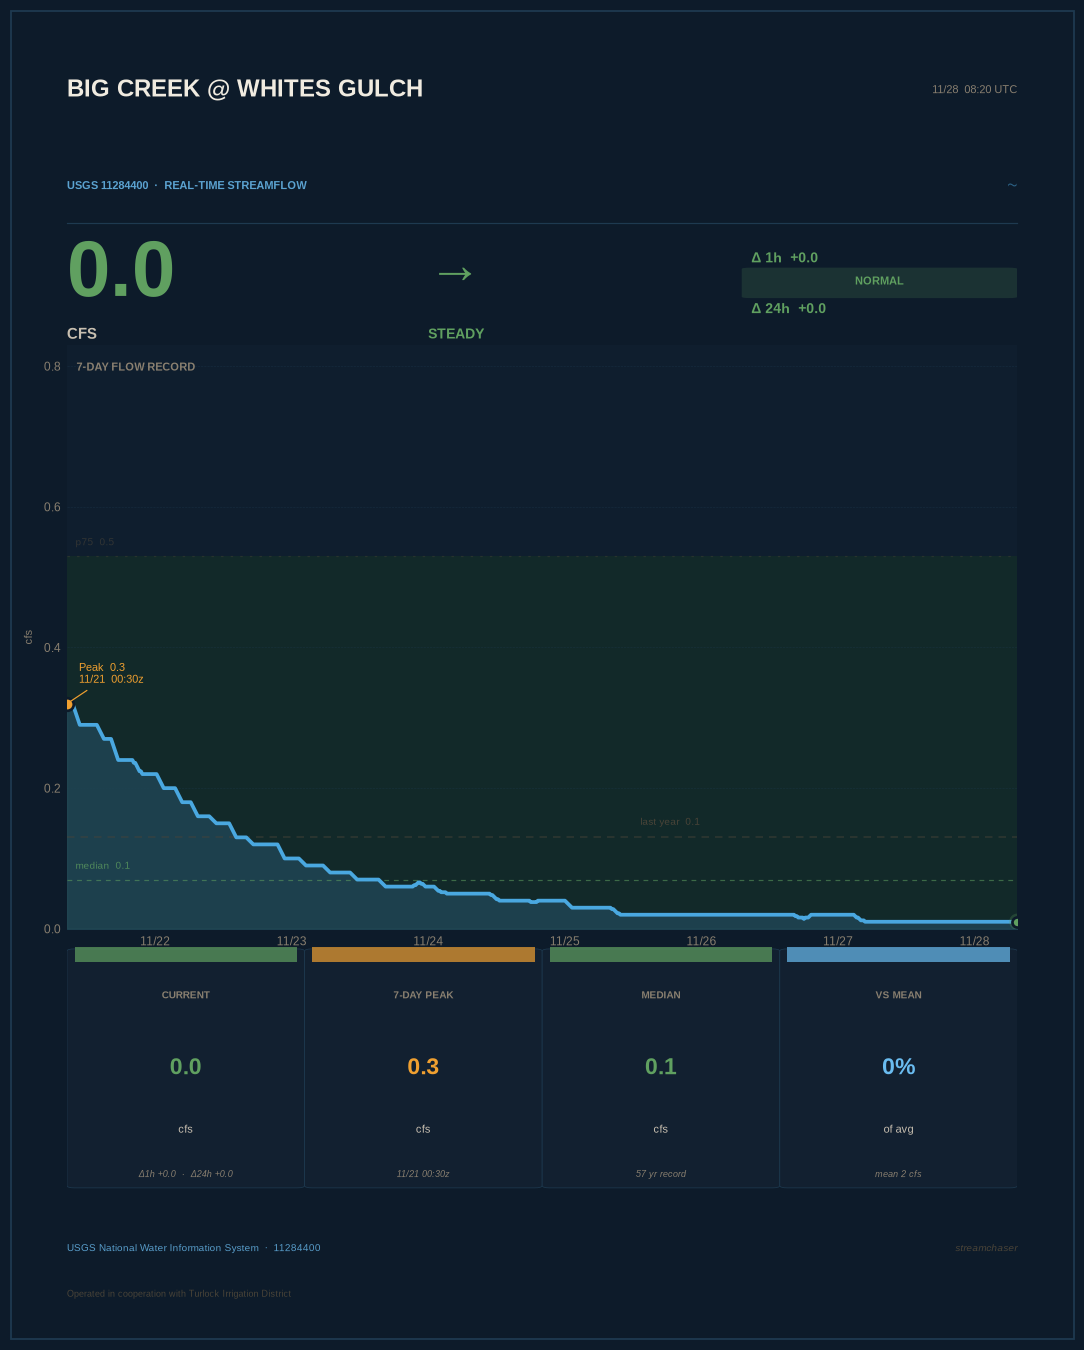 BIG CREEK @ WHITES GULCH
11/28 08:20 UTC
USGS 11284400 · REAL-TIME STREAMFLOW
~
0.0
→
Δ 1h +0.0
NORMAL
Δ 24h +0.0
CFS
STEADY
7-DAY FLOW RECORD
0.8
0.6
p75 0.5
cfs
0.4
Peak 0.3
11/21 00:30z
0.2
last year 0.1
median 0.1
0.0
11/22 11/23 11/24 11/25 11/26 11/27 11/28
CURRENT
0.0
cfs
Δ1h +0.0 · Δ24h +0.0
7-DAY PEAK
0.3
cfs
11/21 00:30z
MEDIAN
0.1
cfs
57 yr record
VS MEAN
0%
of avg
mean 2 cfs
USGS National Water Information System · 11284400
streamchaser
Operated in cooperation with Turlock Irrigation District